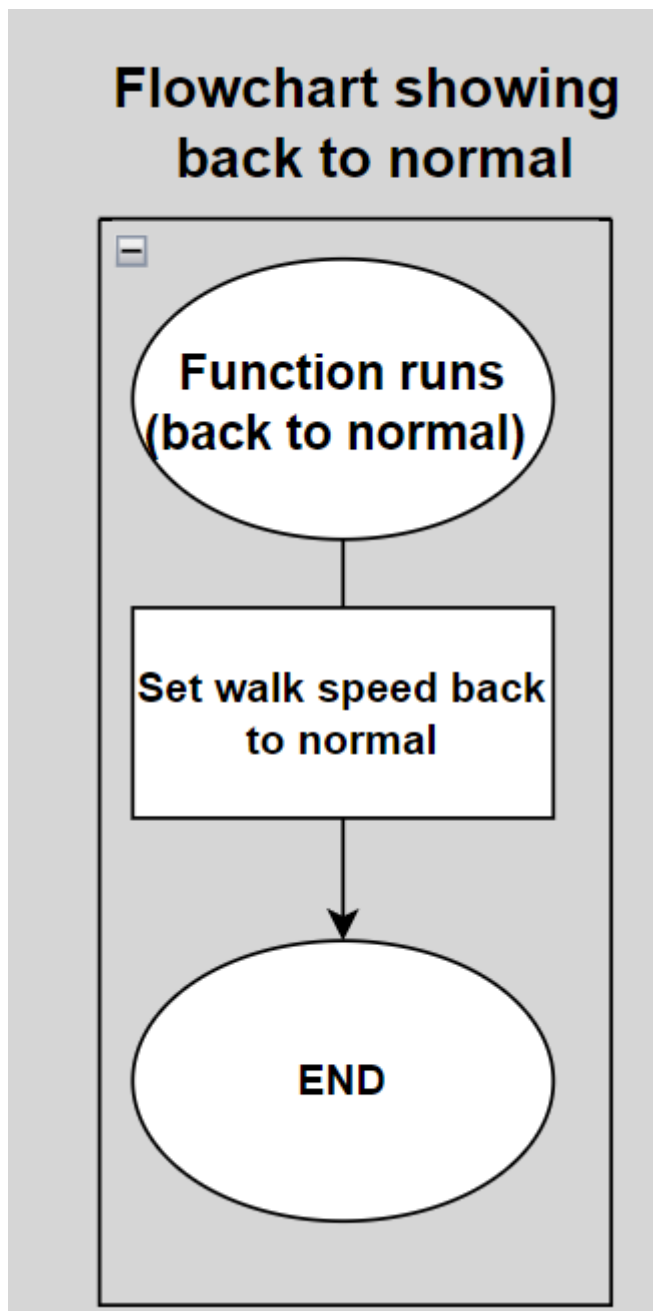 Flowchart showing
back to normal
Function runs
(back to normal)
Set walk speed back
to normal
END